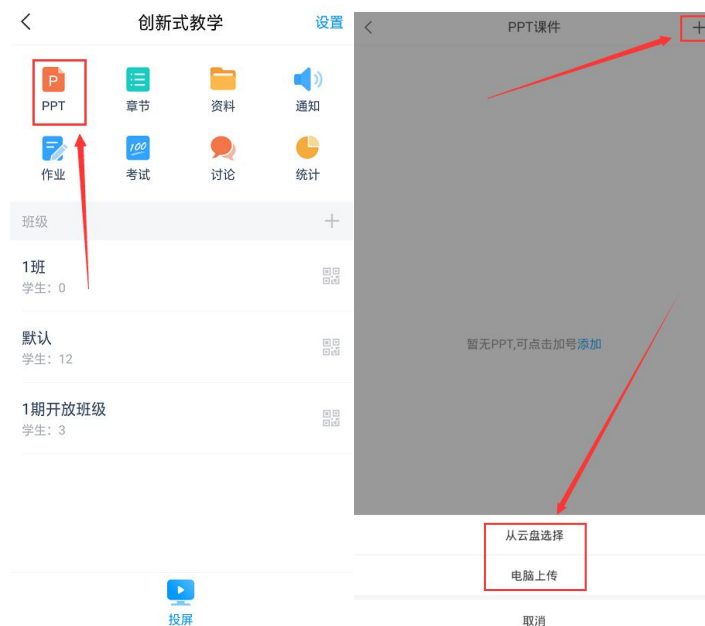 创新式教学
设置
P
PPT
章节
资料
通知
100
作业
考试
讨论
统计
班级
1班
学生：0
默认
学生：12
1期开放班级
学生：3
投屏
PPT课件
暂无PPT,可点击加号添加
从云盘选择
电脑上传
取消